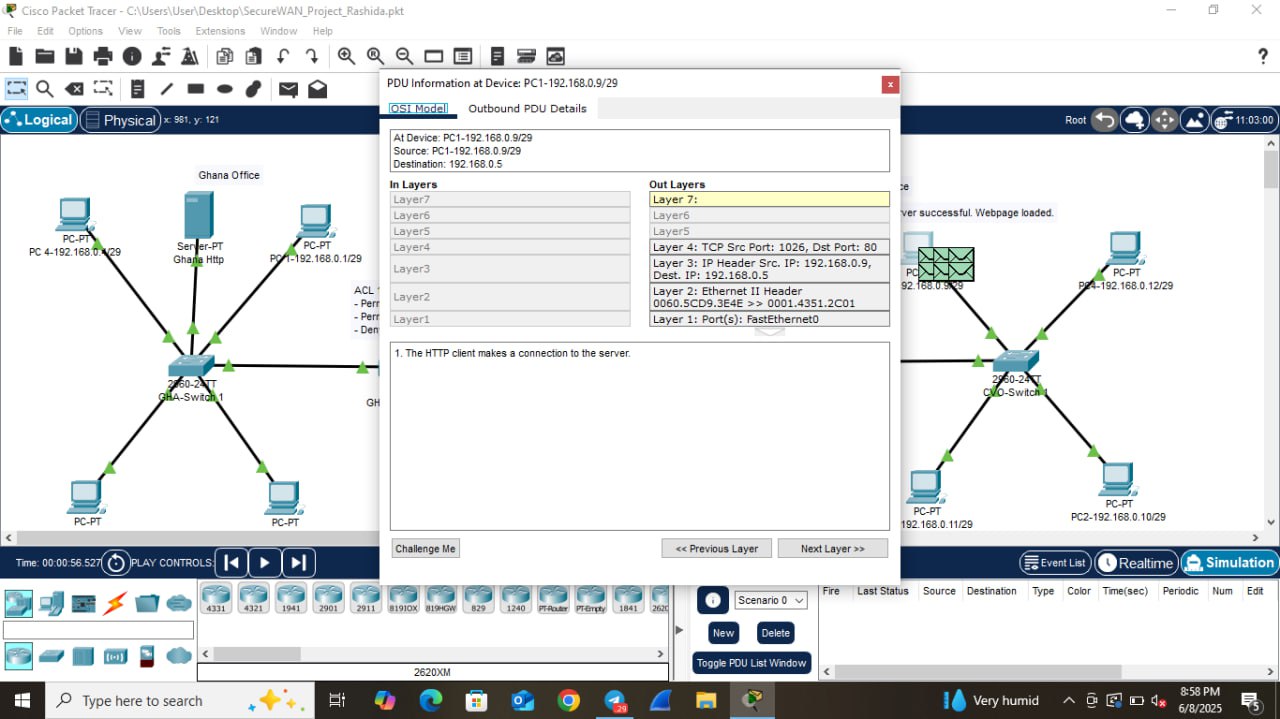 Cisco Packet Tracer - C:\Users\User\Desktop\SecureWAN_Project_Rashida.pkt
File Edit Options View Tools Extensions Window Help
Logical Physical x: 981, y: 121
Root 11:03:00
PDU Information at Device: PC1-192.168.0.9/29
x
OSI Model Outbound PDU Details
At Device: PC1-192.168.0.9/29
Source: PC1-192.168.0.9/29
Destination: 192.168.0.5
In Layers
Layer7
Layer6
Layer5
Layer4
Layer3
Layer2
Layer1
Out Layers
Layer 7:
Layer6
Layer5
Layer 4: TCP Src Port: 1026, Dst Port: 80
Layer 3: IP Header Src. IP: 192.168.0.9,
Dest. IP: 192.168.0.5
Layer 2: Ethernet II Header
0060.5CD9.3E4E >> 0001.4351.2C01
Layer 1: Port(s): FastEthernet0
1. The HTTP client makes a connection to the server.
Challenge Me
<< Previous Layer Next Layer >>
Ghana Office
PC-PT
PC 4-192.168.0.4/29
Server-PT
Ghana Http
PC-PT
PC-1-192.168.0.1/29
ACL
- Perr
- Per
- Den
2960-24TT
GHA-Switch 1
GH
PC-PT
PC-PT
ce
ver successful. Webpage loaded.
PC
92.168.0.9/29
PC-PT
PC4-192.168.0.12/29
2960-24TT
CVO-Switch 1
PC-PT
192.168.0.11/29
PC-PT
PC2-192.168.0.10/29
Time: 00:00:56.527 PLAY CONTROLS:
Event List Realtime Simulation
4331 4321 1941 2901 2911 819IOX 819HGW 829 1240 PT-Router PT-Empty 1841 2620
2620XM
Scenario 0
New Delete
Toggle PDU List Window
Fire Last Status Source Destination Type Color Time(sec) Periodic Num Edit
Type here to search
29
Very humid
8:58 PM
6/8/2025
5